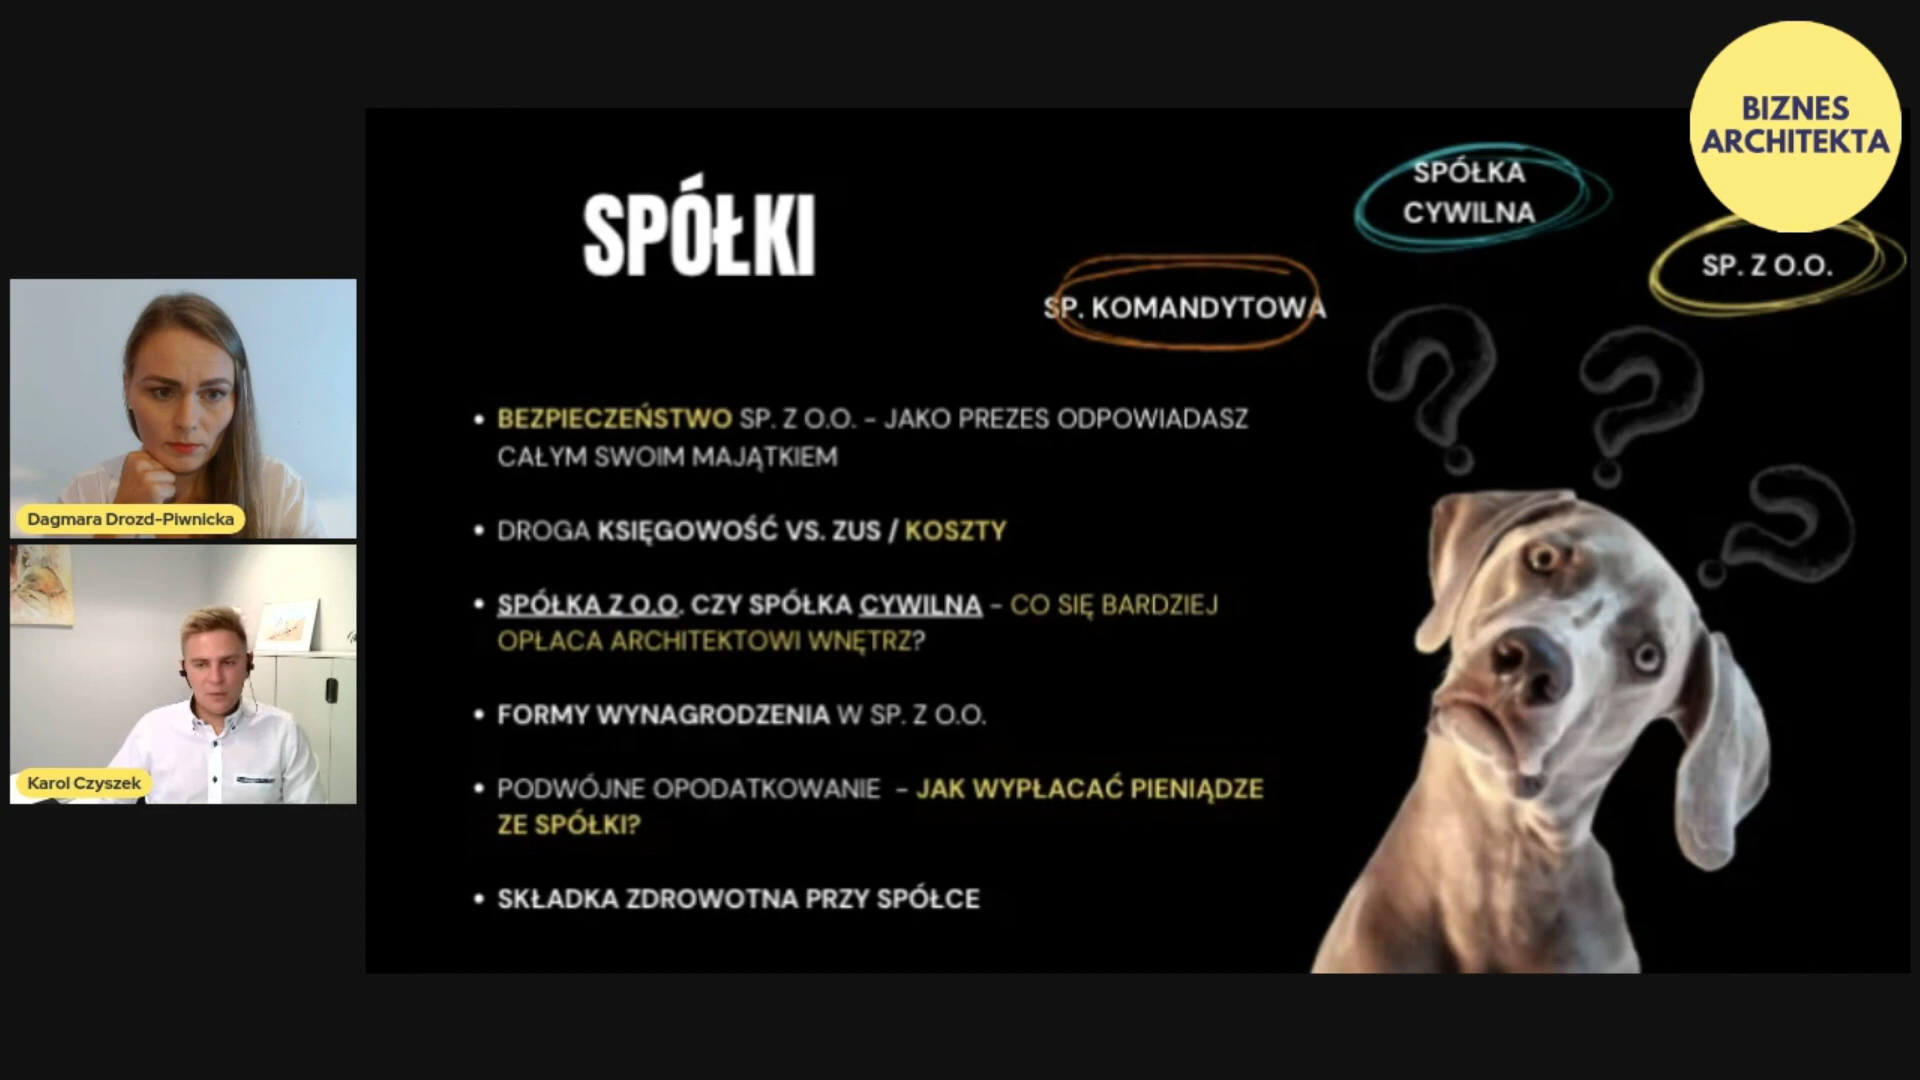 BIZNES
ARCHITEKTA
SPÓŁKI
SPÓŁKA
CYWILNA
SP. Z O.O.
SP. KOMANDYTOWA
• BEZPIECZEŃSTWO SP. Z O.O. – JAKO PREZES ODPOWIADASZ
CAŁYM SWOIM MAJĄTKIEM
• DROGA KSIĘGOWOŚĆ VS. ZUS / KOSZTY
• SPÓŁKA Z O.O. CZY SPÓŁKA CYWILNA – CO SIĘ BARDZIEJ
OPŁACA ARCHITEKTOWI WNĘTRZ?
• FORMY WYNAGRODZENIA W SP. Z O.O.
• PODWÓJNE OPODATKOWANIE – JAK WYPŁACAĆ PIENIĄDZE
ZE SPÓŁKI?
• SKŁADKA ZDROWOTNA PRZY SPÓŁCE
Dagmara Drozd-Piwnicka
Karol Czyszek